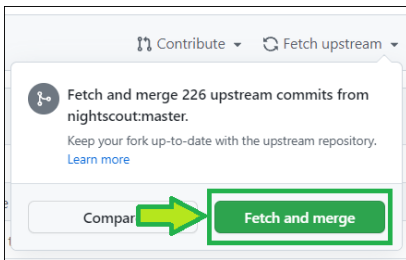 Contribute Fetch upstream
Fetch and merge 226 upstream commits from
nightscout:master.
Keep your fork up-to-date with the upstream repository.
Learn more
Fetch and merge